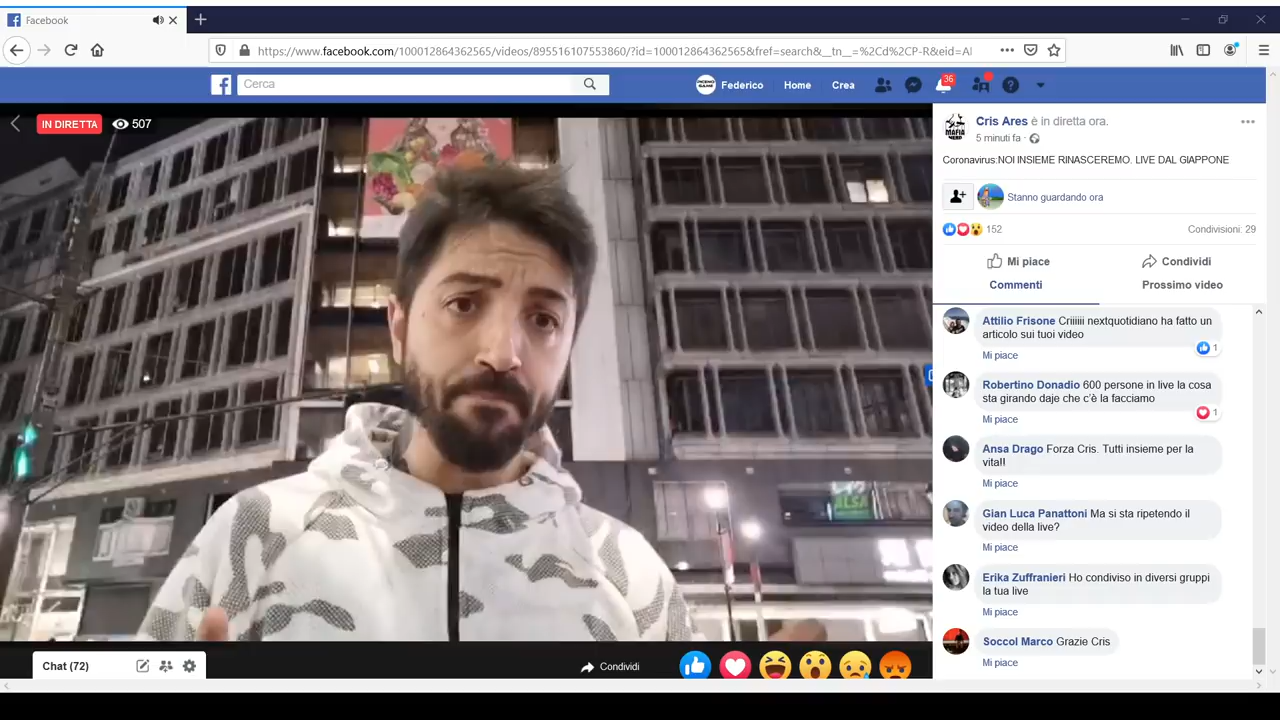 Facebook
https://www.facebook.com/100012864362565/videos/895516107553860/?id=100012864362565&fref=search&__tn__=%2Cd%2CP-R&eid=A
Cerca
Federico
Home
Crea
36
IN DIRETTA
507
Cris Ares è in diretta ora.
5 minuti fa ·
Coronavirus:NOI INSIEME RINASCEREMO. LIVE DAL GIAPPONE
Stanno guardando ora
152
Condivisioni: 29
Mi piace
Condividi
Commenti
Prossimo video
Attilio Frisone Criiiiii nextquotidiano ha fatto un
articolo sui tuoi video
1
Mi piace
Robertino Donadio 600 persone in live la cosa
sta girando daje che c'è la facciamo
1
Mi piace
Ansa Drago Forza Cris. Tutti insieme per la
vita!!
Mi piace
Gian Luca Panattoni Ma si sta ripetendo il
video della live?
Mi piace
Erika Zuffranieri Ho condiviso in diversi gruppi
la tua live
Mi piace
Soccol Marco Grazie Cris
Mi piace
ALSA
Chat (72)
Condividi